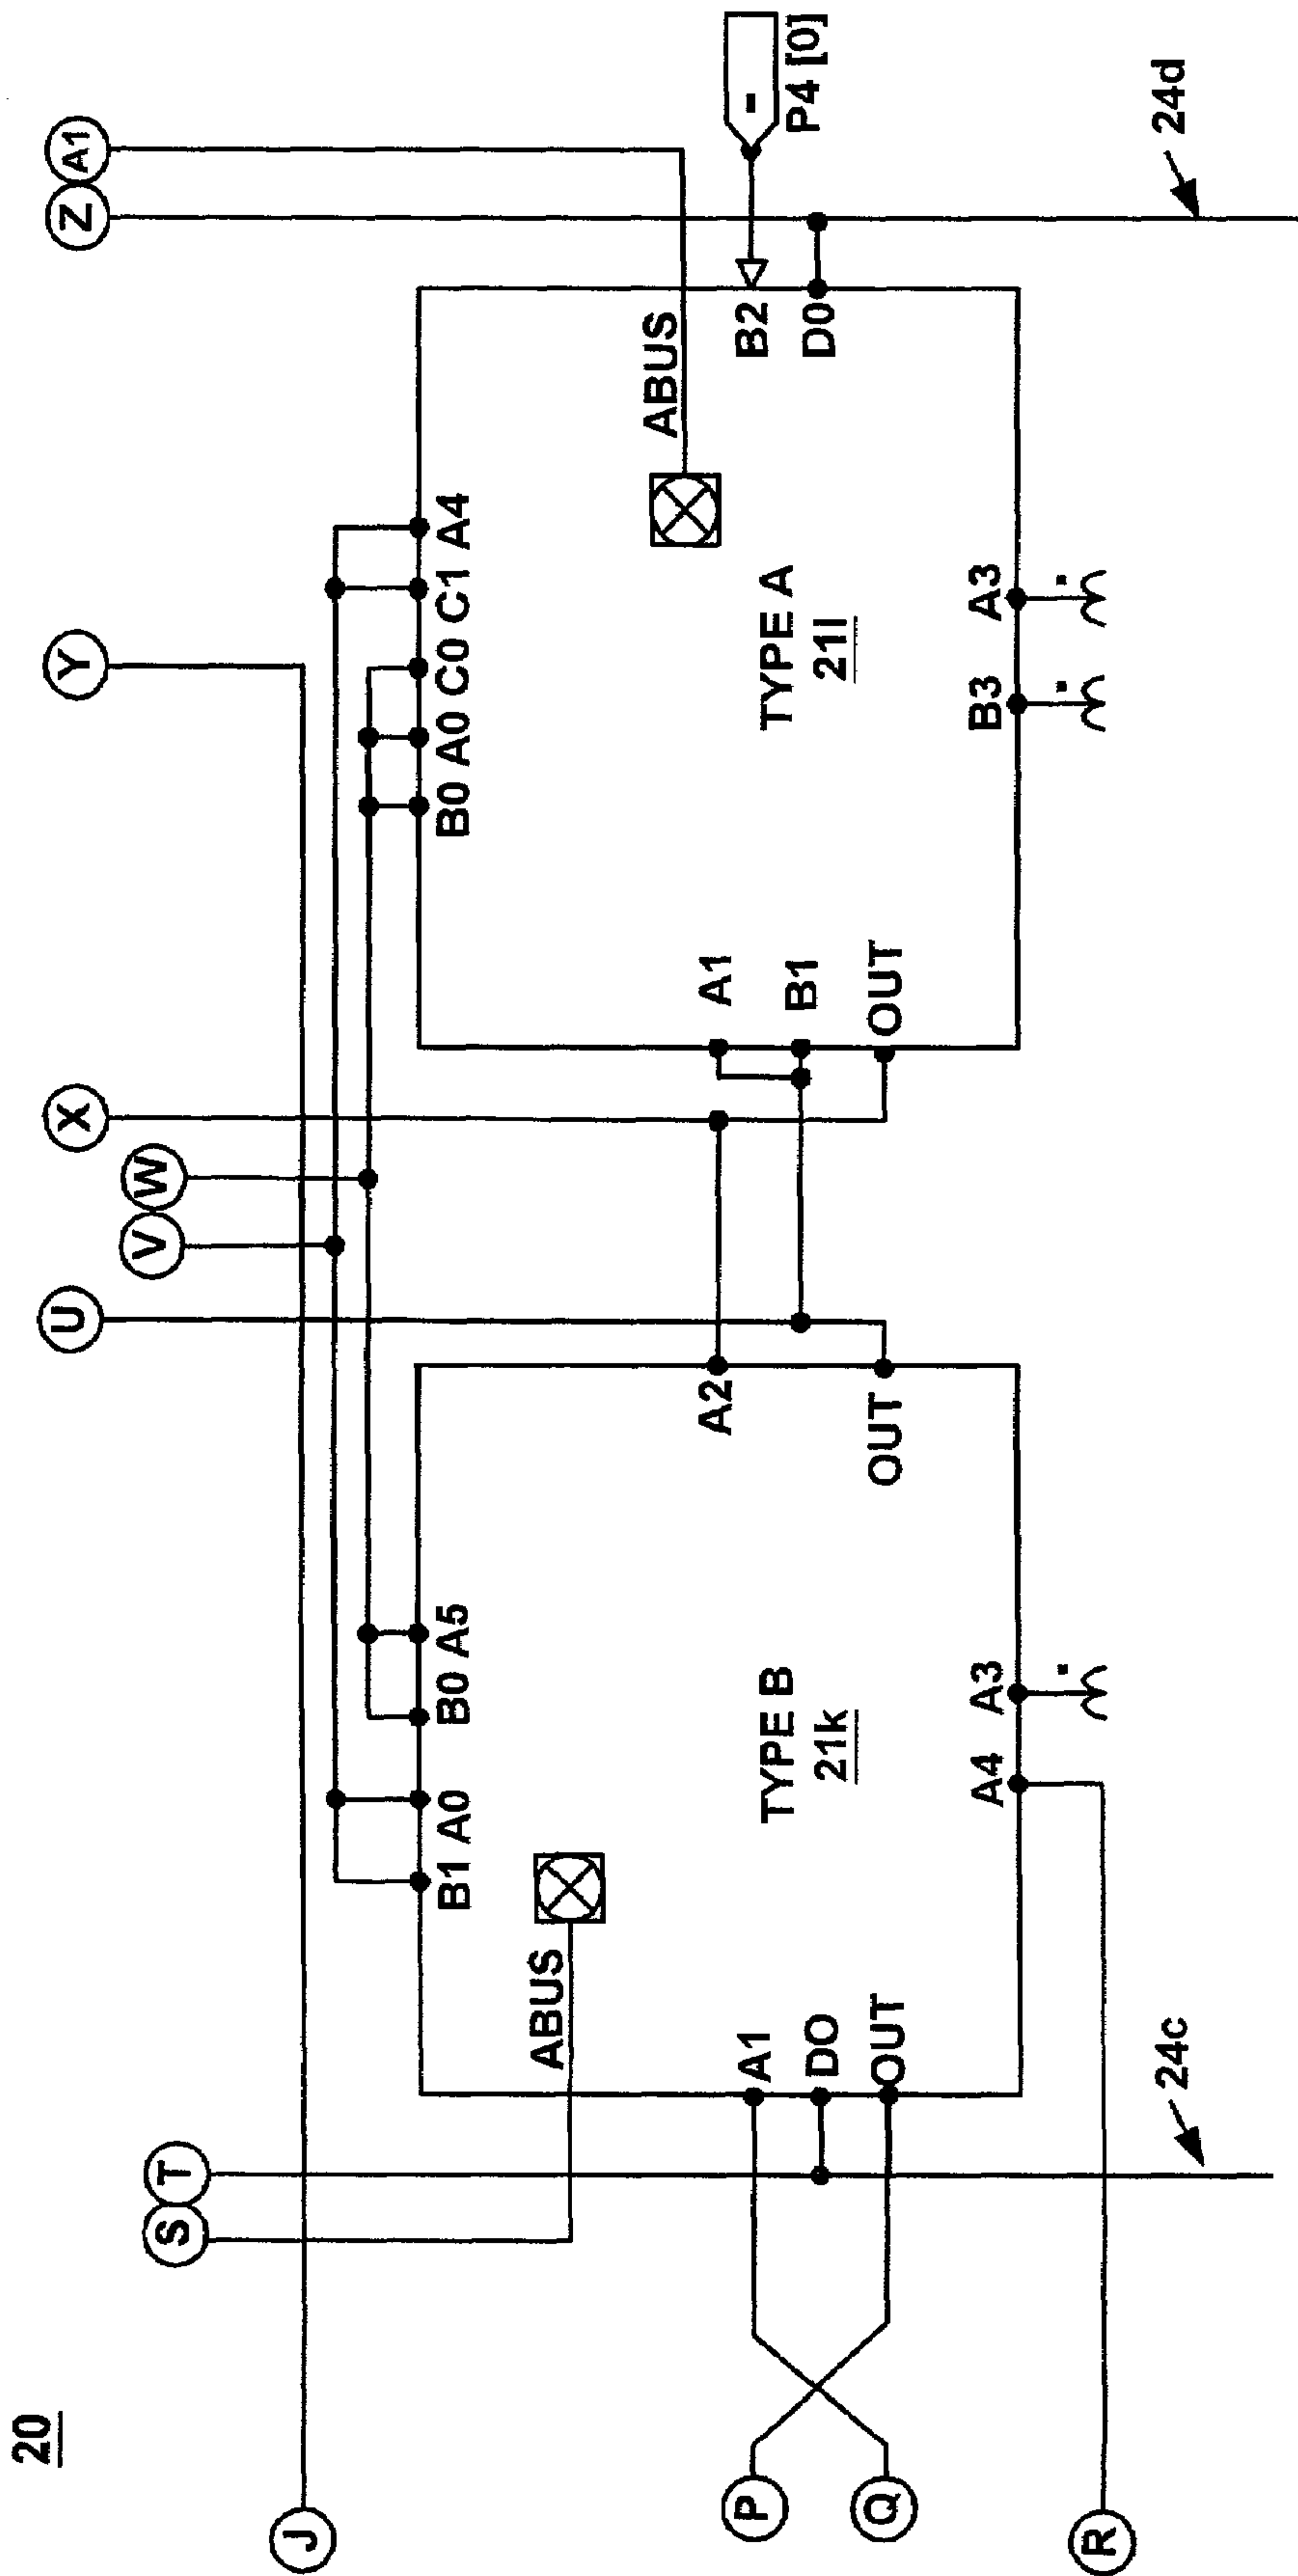 20
J
S T
U
V W
X
Y
Z A1
B1 A0 B0 A5
ABUS
A1
DO
OUT
A2
OUT
TYPE B
21k
A4 A3
B0 A0 C0 C1 A4
ABUS
A1
B1
OUT
B2
D0
TYPE A
21l
B3 A3
P4 [0]
P
Q
R
24c
24d